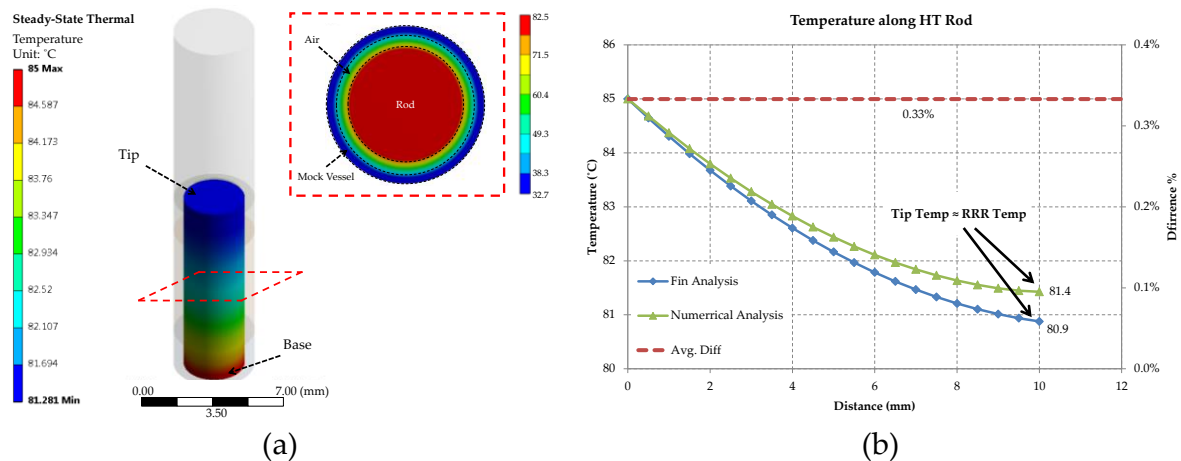 Steady-State Thermal
Temperature
Unit: ˚C
85 Max
84.587
84.173
83.76
83.347
82.933
82.52
82.107
81.694
81.281 Min
Tip
Base
0.00
7.00 (mm)
3.50
Air
Rod
Mock Vessel
82.5
71.5
60.4
49.3
38.3
32.7
(a)
Temperature along HT Rod
Temperature (˚C)
86
85
84
83
82
81
80
0.33%
Tip Temp ≈ RRR Temp
81.4
80.9
Fin Analysis
Numerrical Analysis
Avg. Diff
0.4%
0.3%
0.2%
0.1%
0.0%
Dfirrence %
0 2 4 6 8 10 12
Distance (mm)
(b)